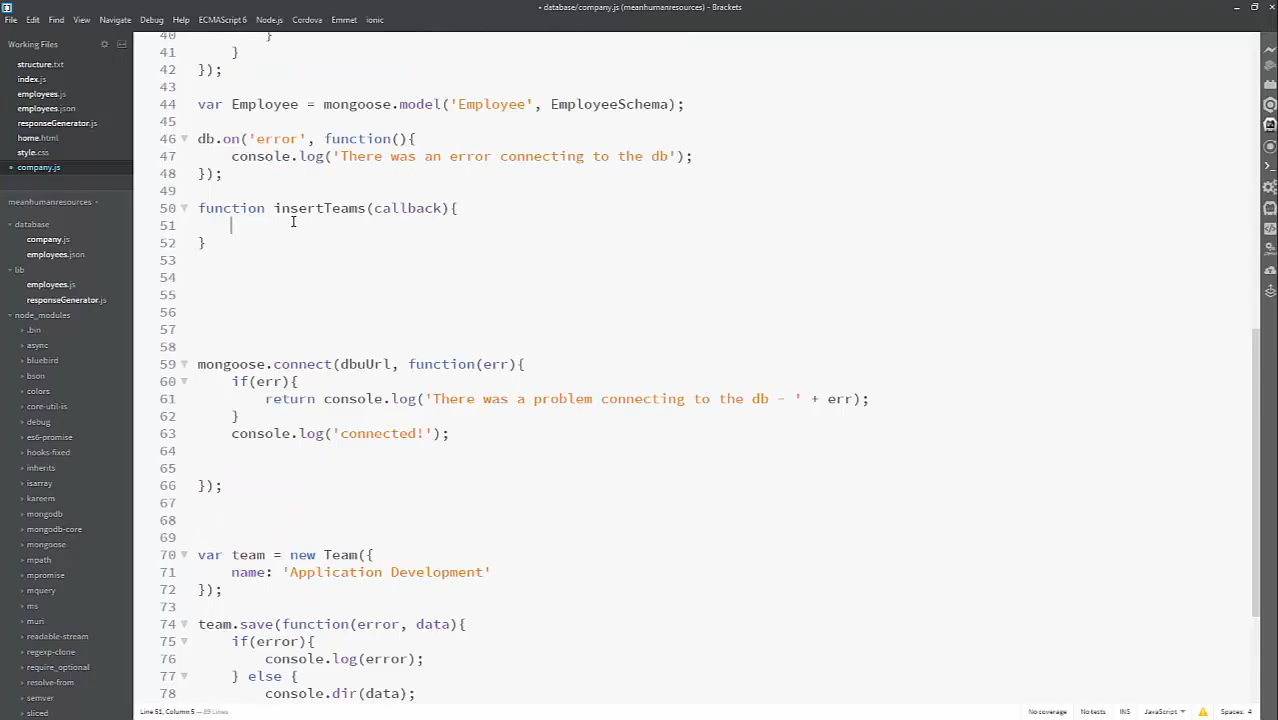 • database/company.js (meanhumanresources) - Brackets
File Edit Find View Navigate Debug Help ECMAScript 6 Node.js Cordova Emmet ionic
Working Files
structure.txt
index.js
employees.js
employees.json
responseGenerator.js
home.html
style.css
• company.js
meanhumanresources
database
company.js
employees.json
lib
employees.js
responseGenerator.js
node_modules
.bin
async
bluebird
bson
colors
core-util-is
debug
es6-promise
hooks-fixed
inherits
isarray
kareem
mongodb
mongodb-core
mongoose
mpath
mpromise
mquery
ms
muri
readable-stream
regexp-clone
require_optional
resolve-from
semver
sliced
40 }
41 }
42 });
43
44 var Employee = mongoose.model('Employee', EmployeeSchema);
45
46 db.on('error', function(){
47 console.log('There was an error connecting to the db');
48 });
49
50 function insertTeams(callback){
51
52 }
53
54
55
56
57
58
59 mongoose.connect(dbuUrl, function(err){
60 if(err){
61 return console.log('There was a problem connecting to the db - ' + err);
62 }
63 console.log('connected!');
64
65
66 });
67
68
69
70 var team = new Team({
71 name: 'Application Development'
72 });
73
74 team.save(function(error, data){
75 if(error){
76 console.log(error);
77 } else {
78 console.dir(data);
Line 51, Column 5 — 89 Lines
No coverage No tests INS JavaScript Spaces: 4